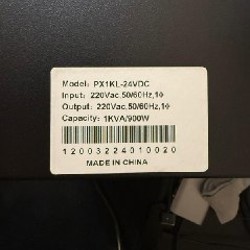 Model: PX1KL-24VDC
Input: 220Vac,50/60Hz,1Φ
Output: 220Vac,50/60Hz,1Φ
Capacity: 1KVA/900W
12003224010020
MADE IN CHINA